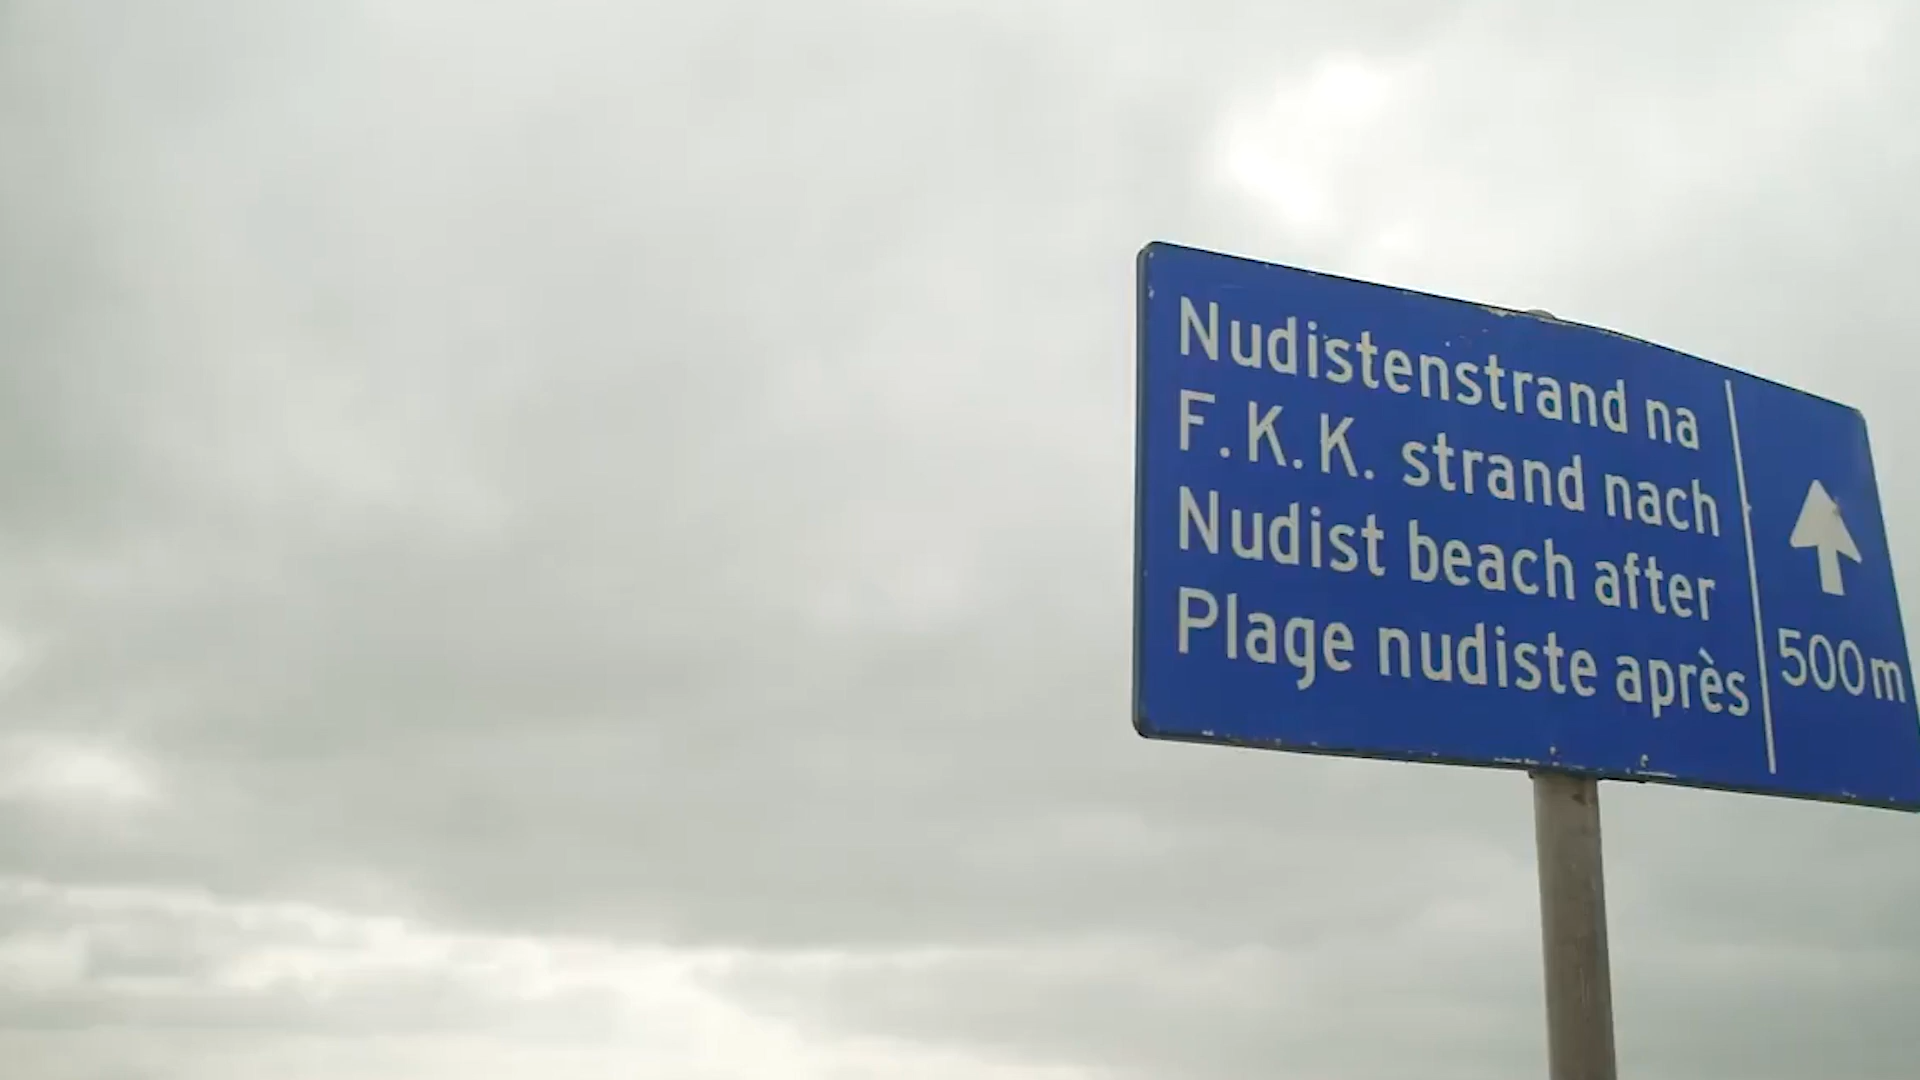 Nudistenstrand na
F.K.K. strand nach
Nudist beach after
Plage nudiste après
500m